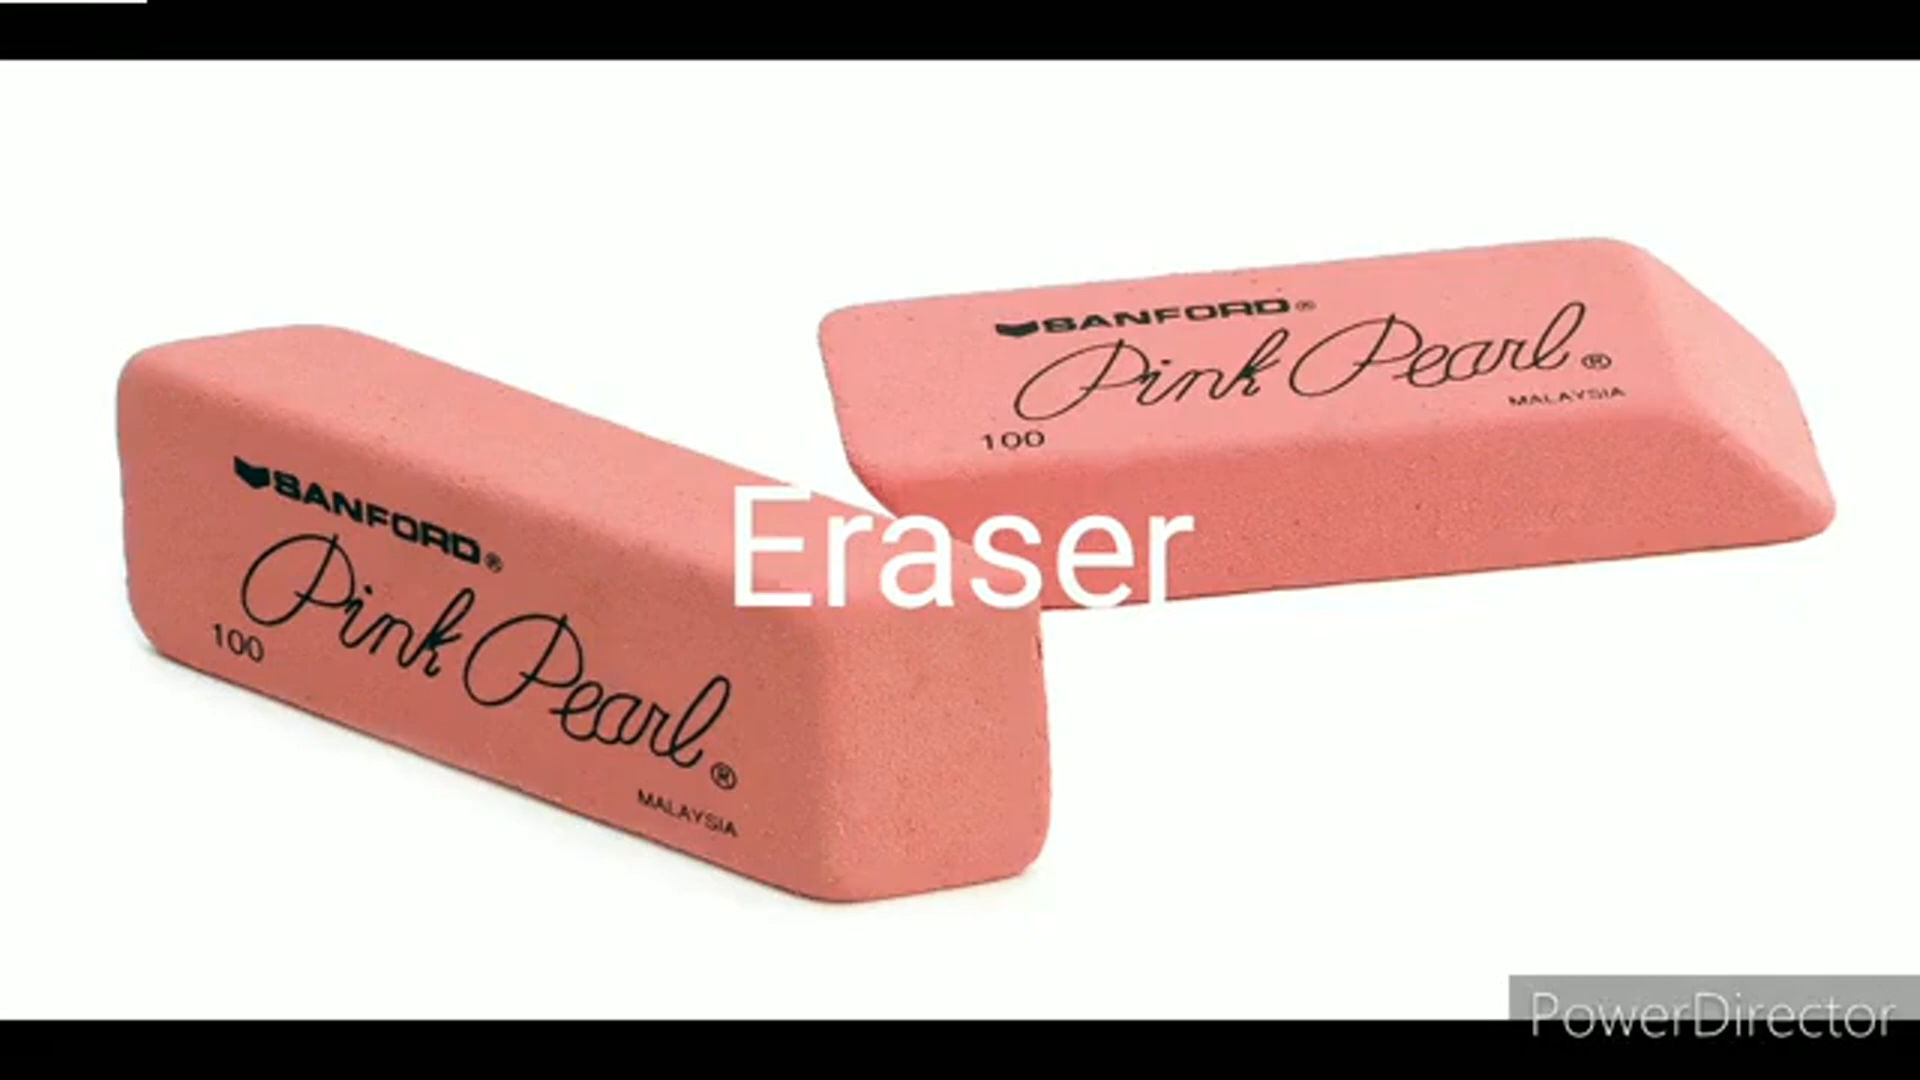 SANFORD®
Pink Pearl®
MALAYSIA
100
SANFORD®
Pink Pearl®
100
MALAYSIA
Eraser
PowerDirector